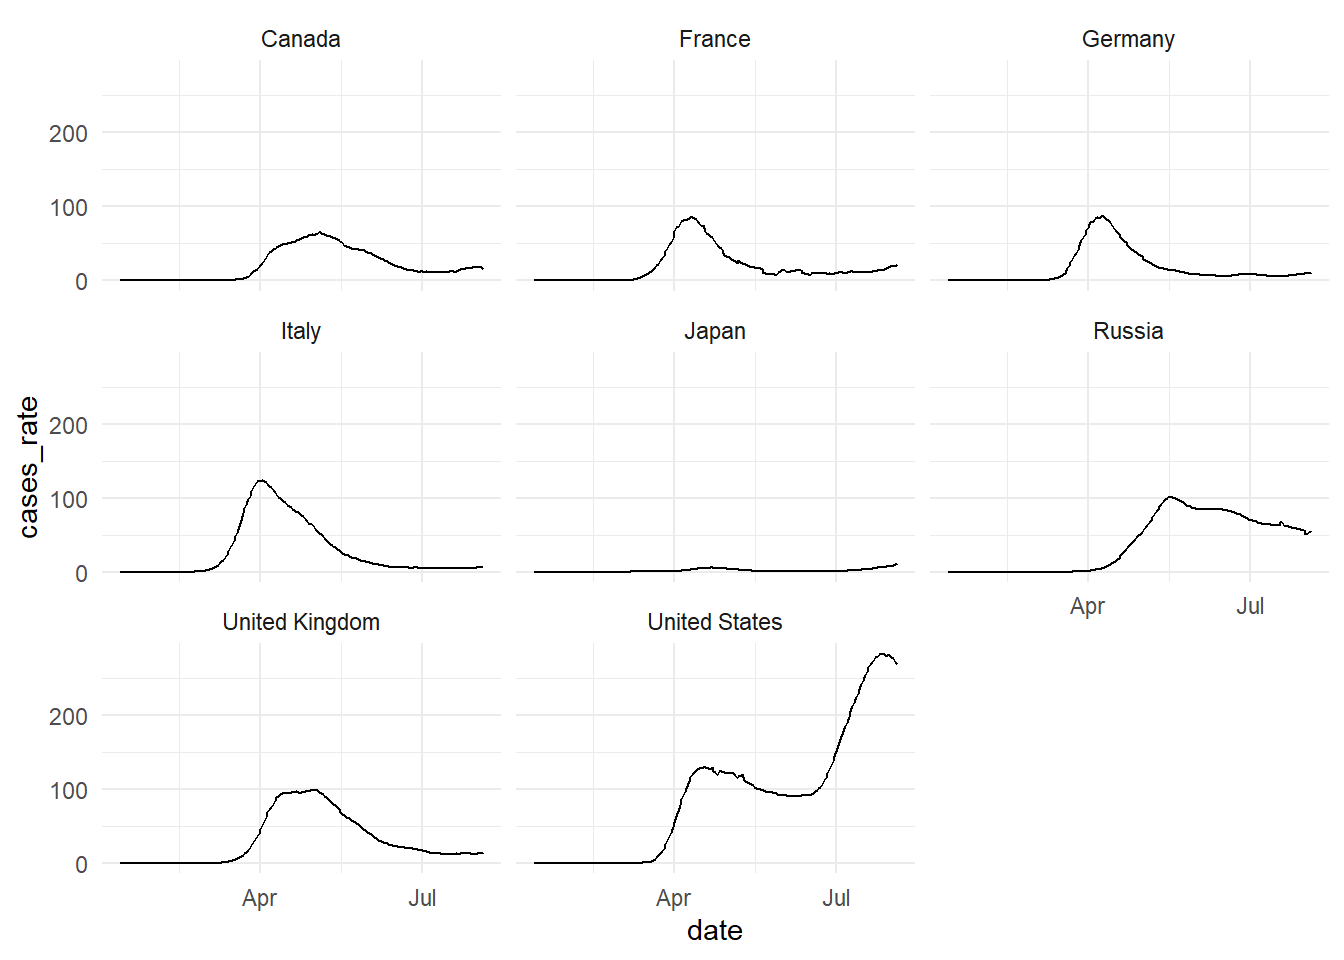 Canada
France
Germany
200
100
0
Italy
Japan
Russia
cases_rate
200
100
0
Apr
Jul
United Kingdom
United States
200
100
0
Apr
Jul
Apr
Jul
date